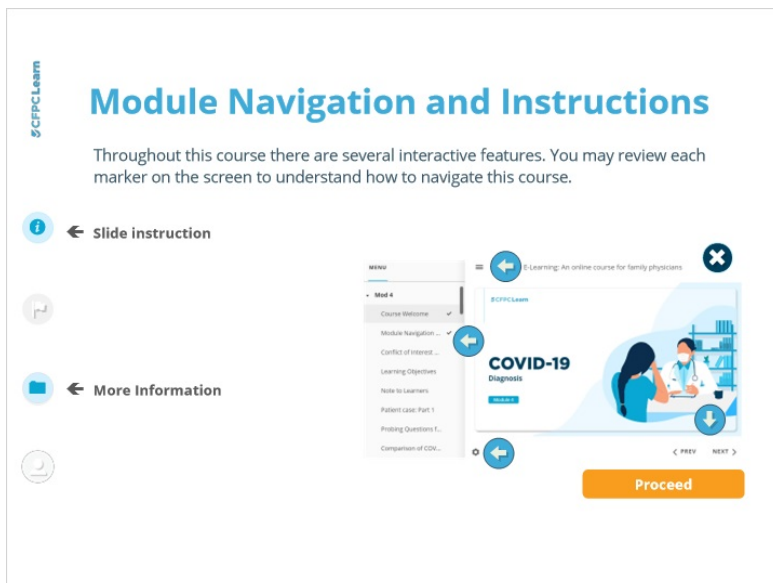 CFPCLearn
Module Navigation and Instructions
Throughout this course there are several interactive features. You may review each
marker on the screen to understand how to navigate this course.
Slide instruction
More Information
MENU
E-Learning: An online course for family physicians
Mod 4
Course Welcome
Module Navigation ...
Conflict of Interest ...
Learning Objectives
Note to Learners
Patient case: Part 1
Probing Questions f...
Comparison of COV...
CFPCLearn
COVID-19
Diagnosis
PREV
NEXT
Proceed